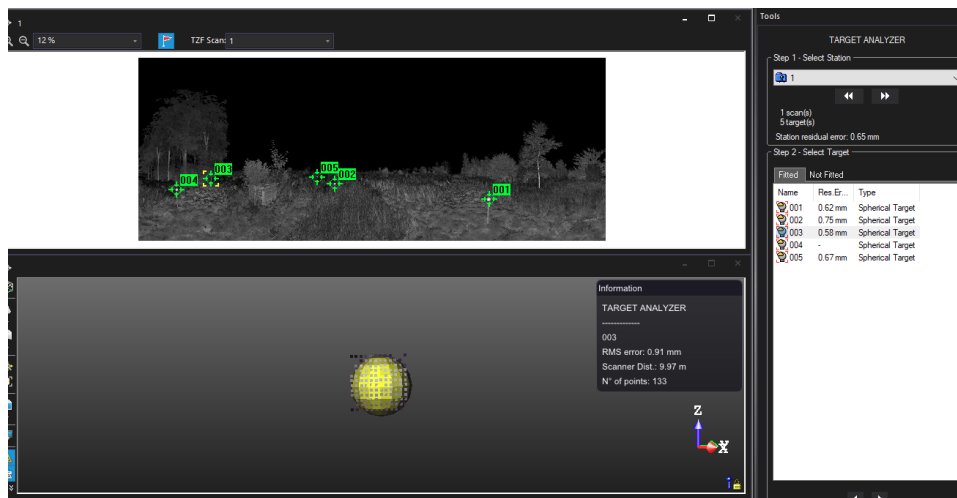 1
12 %
TZF Scan: 1
003
004
005
002
001
Information
TARGET ANALYZER
-------------
003
RMS error: 0.91 mm
Scanner Dist.: 9.97 m
N° of points: 133
Z
X
Tools
TARGET ANALYZER
Step 1 - Select Station
1
1 scan(s)
5 target(s)
Station residual error: 0.65 mm
Step 2 - Select Target
Fitted Not Fitted
Name Res.Er... Type
001 0.62 mm Spherical Target
002 0.75 mm Spherical Target
003 0.58 mm Spherical Target
004 - Spherical Target
005 0.67 mm Spherical Target